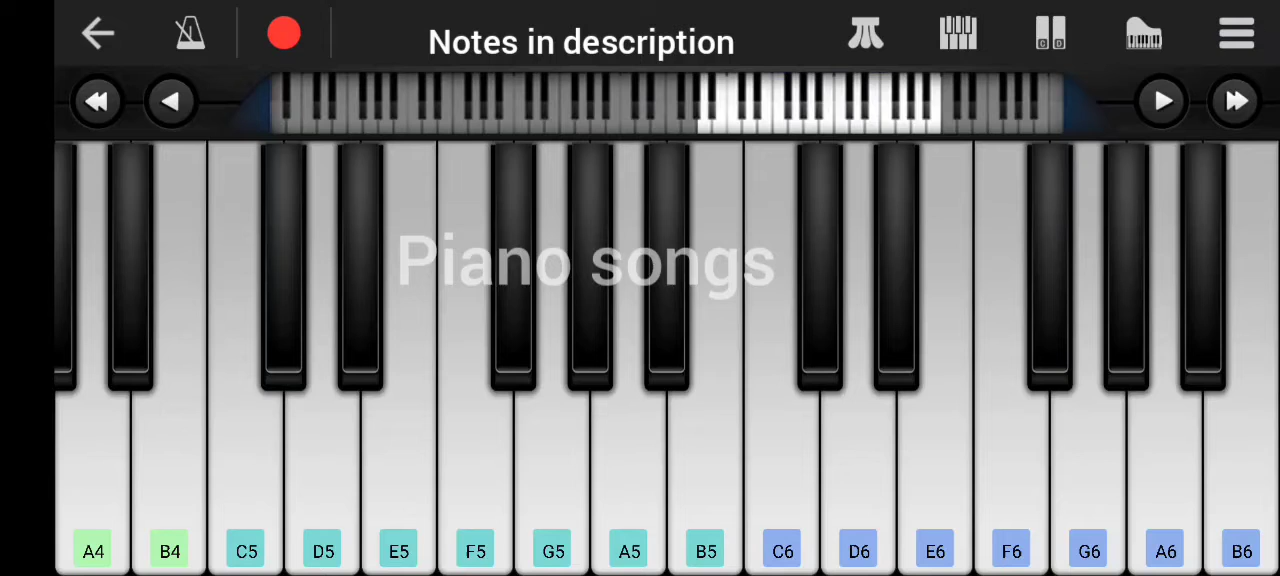 Notes in description
C D
Piano songs
A4 B4 C5 D5 E5 F5 G5 A5 B5 C6 D6 E6 F6 G6 A6 B6